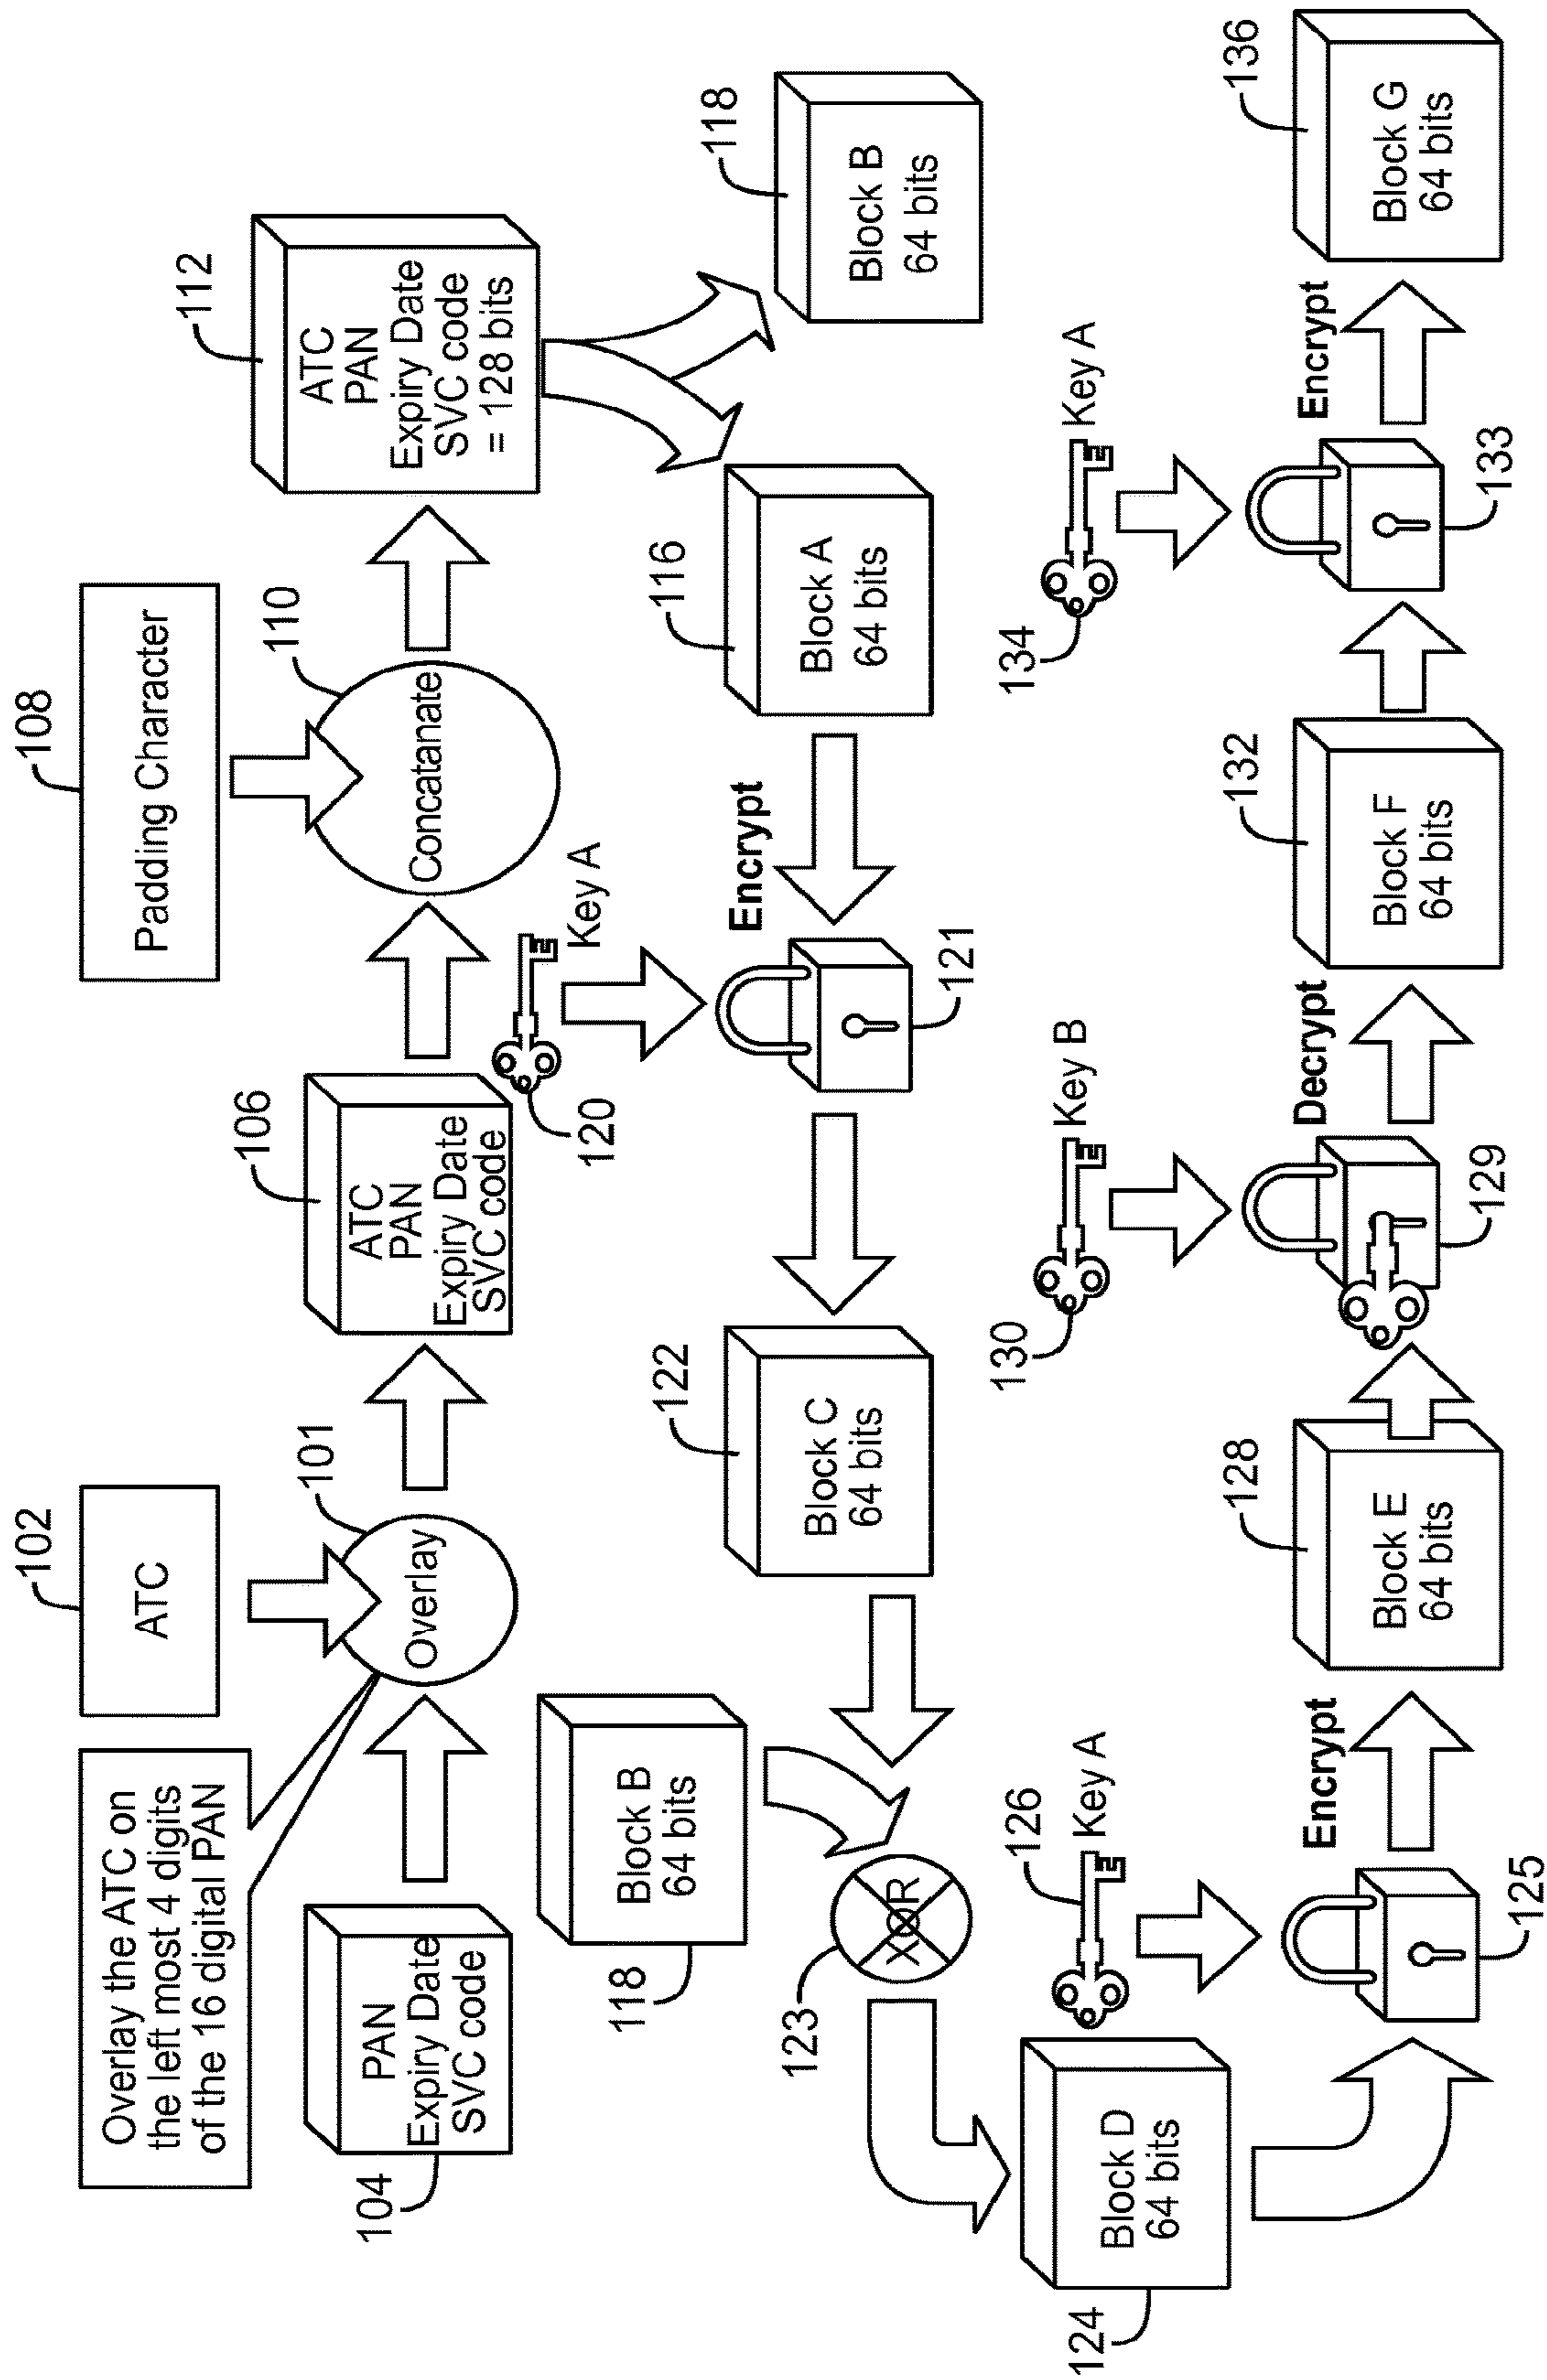 Overlay the ATC on
the left most 4 digits
of the 16 digital PAN
102
ATC
108
Padding Character
104
PAN
Expiry Date
SVC code
101
Overlay
106
ATC
PAN
Expiry Date
SVC code
110
Concatanate
112
ATC
PAN
Expiry Date
SVC code
= 128 bits
118
Block B
64 bits
123
XOR
122
Block C
64 bits
120
Key A
121
Encrypt
116
Block A
64 bits
118
Block B
64 bits
124
Block D
64 bits
126
Key A
125
Encrypt
128
Block E
64 bits
130
Key B
129
Decrypt
132
Block F
64 bits
134
Key A
133
Encrypt
136
Block G
64 bits